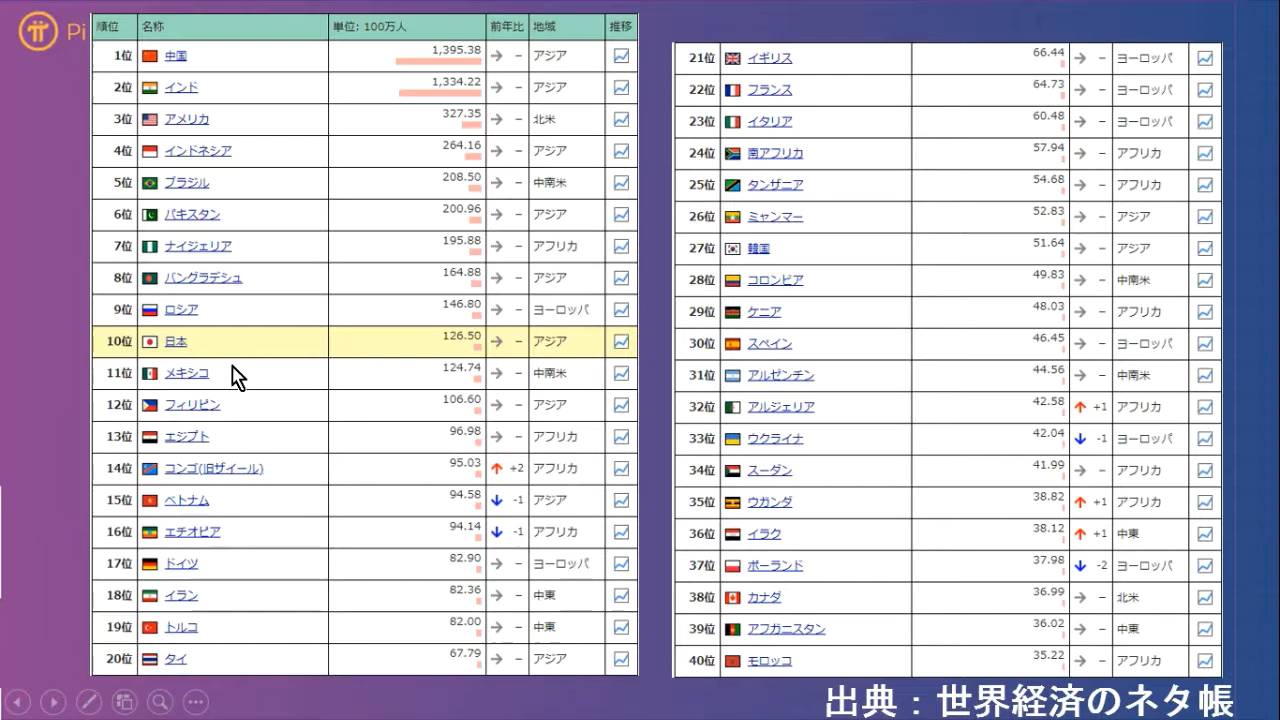 Pi
順位 名称 単位: 100万人 前年比 地域 推移
1位 中国 1,395.38 → − アジア
2位 インド 1,334.22 → − アジア
3位 アメリカ 327.35 → − 北米
4位 インドネシア 264.16 → − アジア
5位 ブラジル 208.50 → − 中南米
6位 パキスタン 200.96 → − アジア
7位 ナイジェリア 195.88 → − アフリカ
8位 バングラデシュ 164.88 → − アジア
9位 ロシア 146.80 → − ヨーロッパ
10位 日本 126.50 → − アジア
11位 メキシコ 124.74 → − 中南米
12位 フィリピン 106.60 → − アジア
13位 エジプト 96.98 → − アフリカ
14位 コンゴ(旧ザイール) 95.03 ↑ +2 アフリカ
15位 ベトナム 94.58 ↓ -1 アジア
16位 エチオピア 94.14 ↓ -1 アフリカ
17位 ドイツ 82.90 → − ヨーロッパ
18位 イラン 82.36 → − 中東
19位 トルコ 82.00 → − 中東
20位 タイ 67.79 → − アジア
21位 イギリス 66.44 → − ヨーロッパ
22位 フランス 64.73 → − ヨーロッパ
23位 イタリア 60.48 → − ヨーロッパ
24位 南アフリカ 57.94 → − アフリカ
25位 タンザニア 54.68 → − アフリカ
26位 ミャンマー 52.83 → − アジア
27位 韓国 51.64 → − アジア
28位 コロンビア 49.83 → − 中南米
29位 ケニア 48.03 → − アフリカ
30位 スペイン 46.45 → − ヨーロッパ
31位 アルゼンチン 44.56 → − 中南米
32位 アルジェリア 42.58 ↑ +1 アフリカ
33位 ウクライナ 42.04 ↓ -1 ヨーロッパ
34位 スーダン 41.99 → − アフリカ
35位 ウガンダ 38.82 ↑ +1 アフリカ
36位 イラク 38.12 ↑ +1 中東
37位 ポーランド 37.98 ↓ -2 ヨーロッパ
38位 カナダ 36.99 → − 北米
39位 アフガニスタン 36.02 → − 中東
40位 モロッコ 35.22 → − アフリカ
出典：世界経済のネタ帳